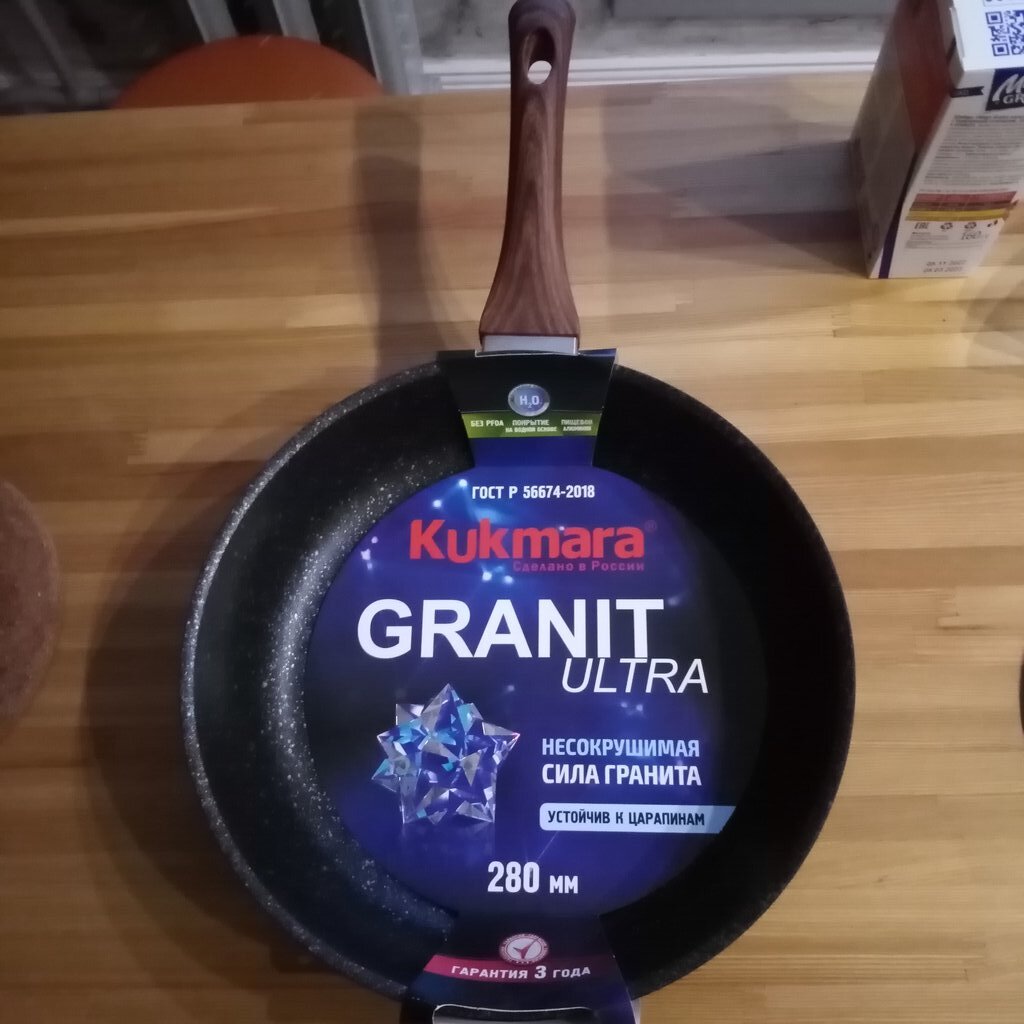 H₂O
БЕЗ PFOA
ПОКРЫТИЕ
НА ВОДНОЙ ОСНОВЕ
ПИЩЕВОЙ
АЛЮМИНИЙ
ГОСТ Р 56674-2018
Kukmara®
Сделано в России
GRANIT
ULTRA
НЕСОКРУШИМАЯ
СИЛА ГРАНИТА
УСТОЙЧИВ К ЦАРАПИНАМ
280 мм
ГАРАНТИЯ 3 ГОДА
EAC